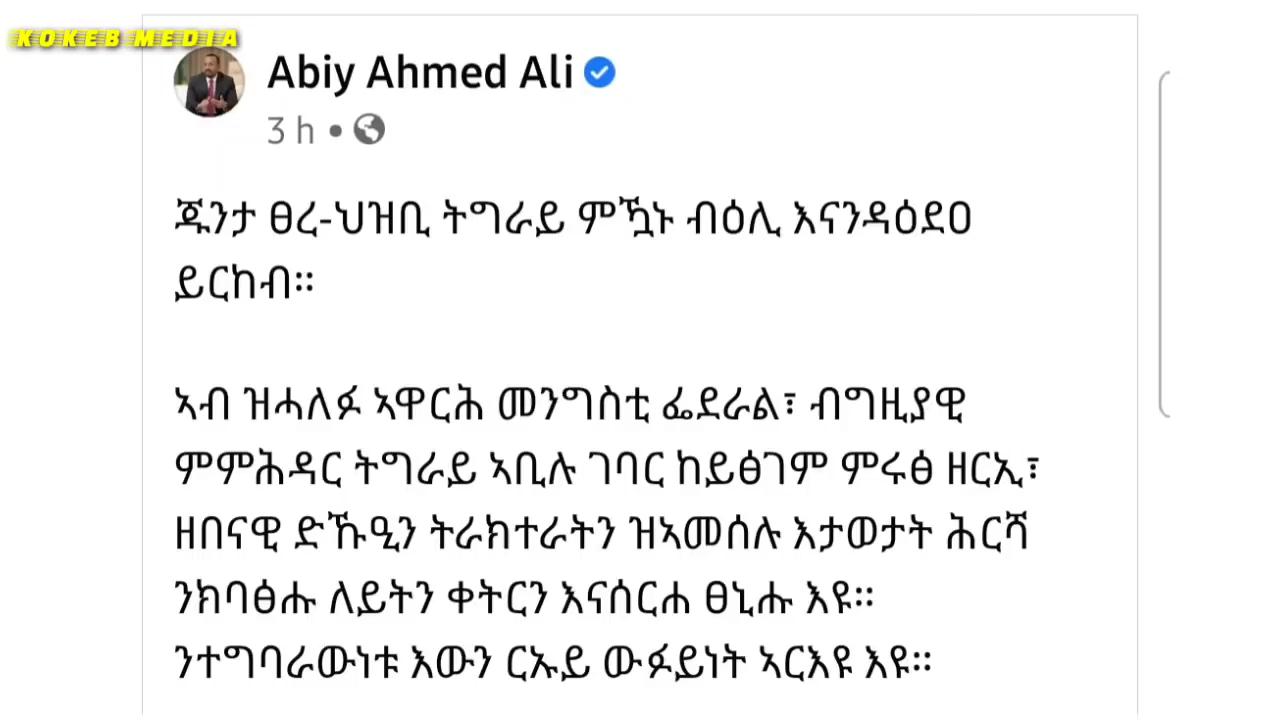 KOKEB MEDIA
Abiy Ahmed Ali
3 h •
ጁንታ ፀረ-ህዝቢ ትግራይ ምዃኑ ብዕሊ እናንዳዕደዐ
ይርከብ።
ኣብ ዝሓለፉ ኣዋርሕ መንግስቲ ፌደራል፣ ብግዚያዊ
ምምሕዳር ትግራይ ኣቢሉ ገባር ከይፅገም ምሩፅ ዘርኢ፣
ዘበናዊ ድኹዒን ትራክተራትን ዝኣመሰሉ እታወታት ሕርሻ
ንክባፅሑ ለይትን ቀትርን እናሰርሐ ፀኒሑ እዩ።
ንተግባራውነቱ እውን ርኡይ ውፉይነት ኣርእዩ እዩ።